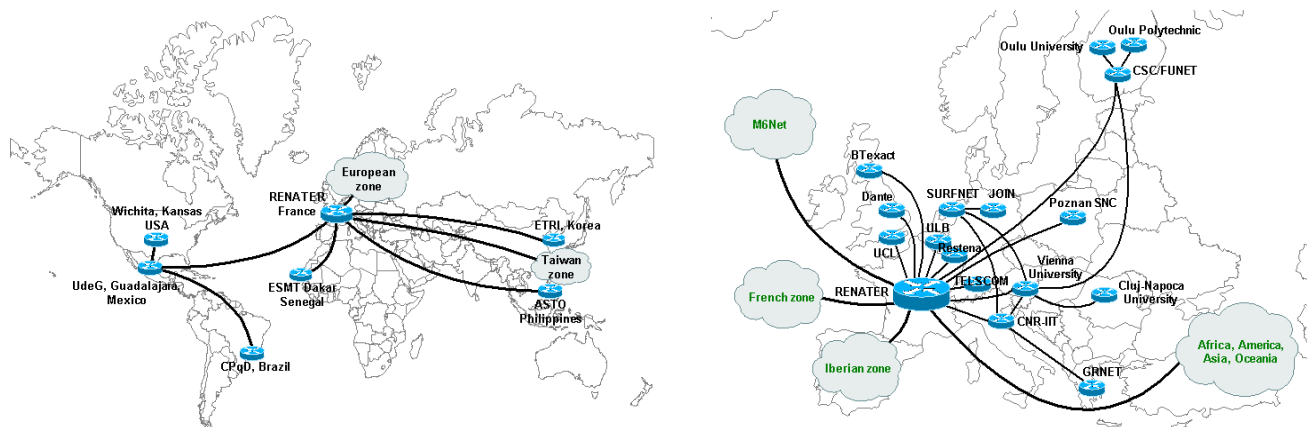 European
zone
RENATER
France
Wichita, Kansas
USA
ETRI, Korea
Taiwan
zone
UdeG, Guadalajara,
Mexico
ESMT Dakar
Senegal
ASTO
Philippines
CPqD, Brazil
Oulu Polytechnic
Oulu University
CSC/FUNET
M6Net
BTexact
SURFNET
JOIN
Dante
Poznan SNC
ULB
Restena
UCL
Vienna
University
TELSCOM
RENATER
Cluj-Napoca
University
French zone
CNR-IIT
Africa, America,
Asia, Oceania
Iberian zone
GRNET